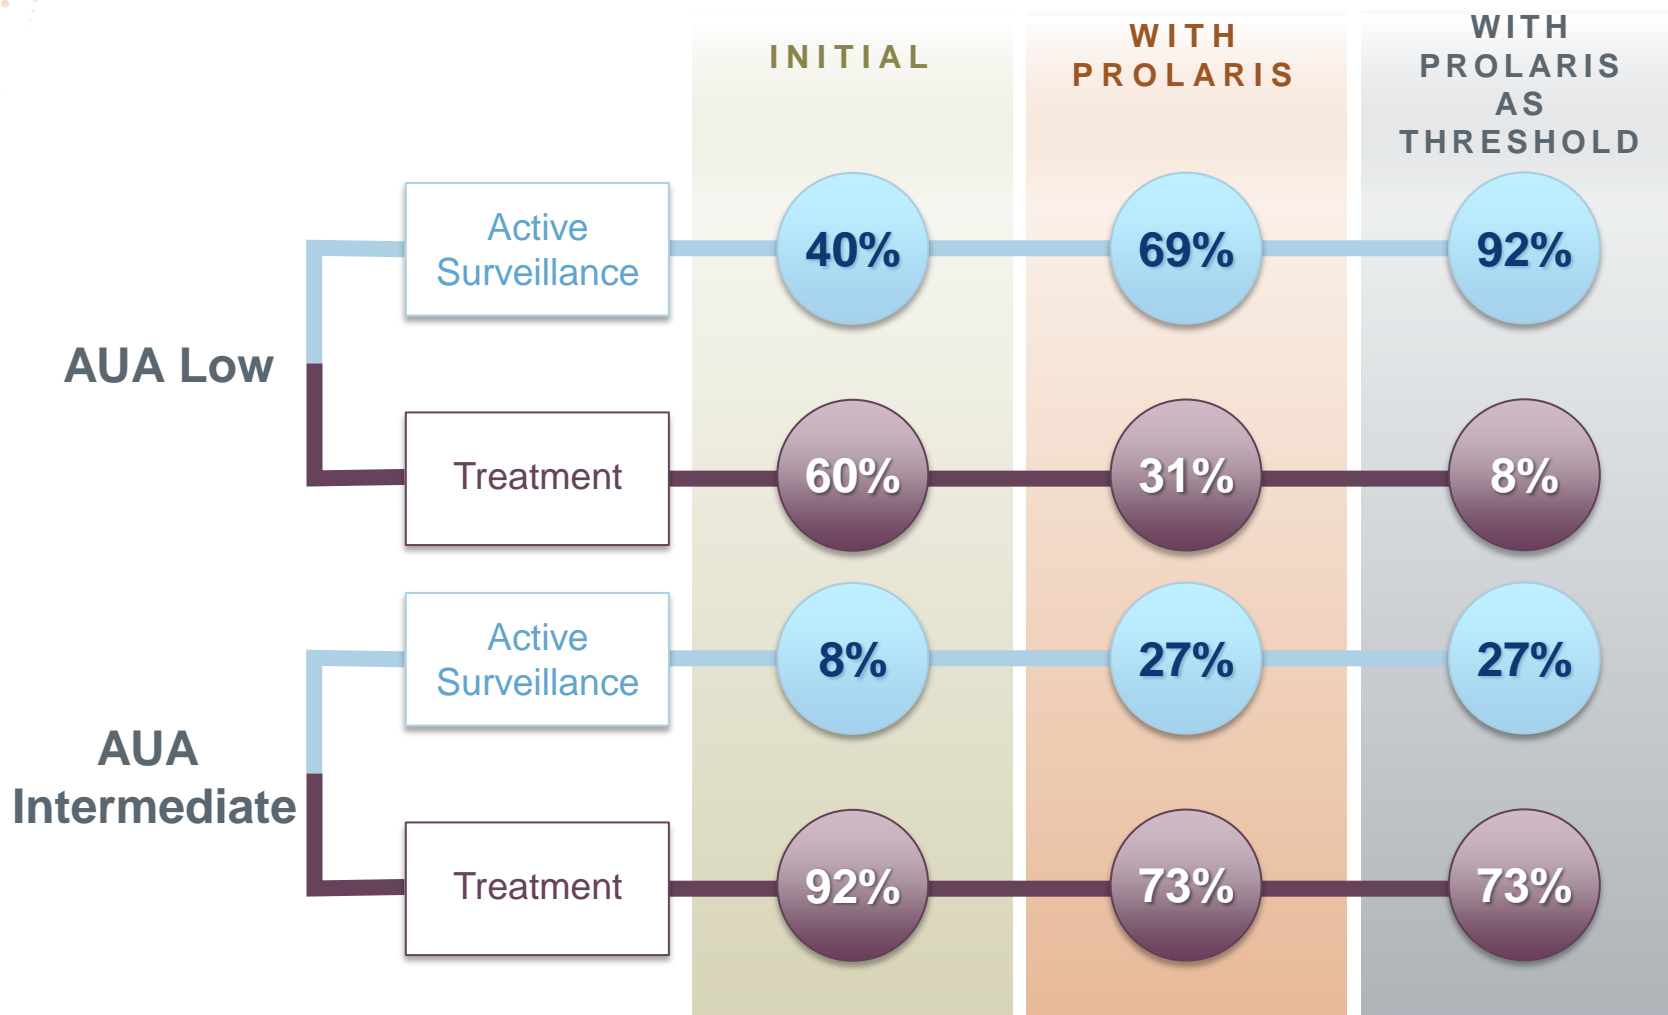 INITIAL
WITH
PROLARIS
WITH
PROLARIS
AS
THRESHOLD
AUA Low
Active
Surveillance
40%
69%
92%
Treatment
60%
31%
8%
AUA
Intermediate
Active
Surveillance
8%
27%
27%
Treatment
92%
73%
73%